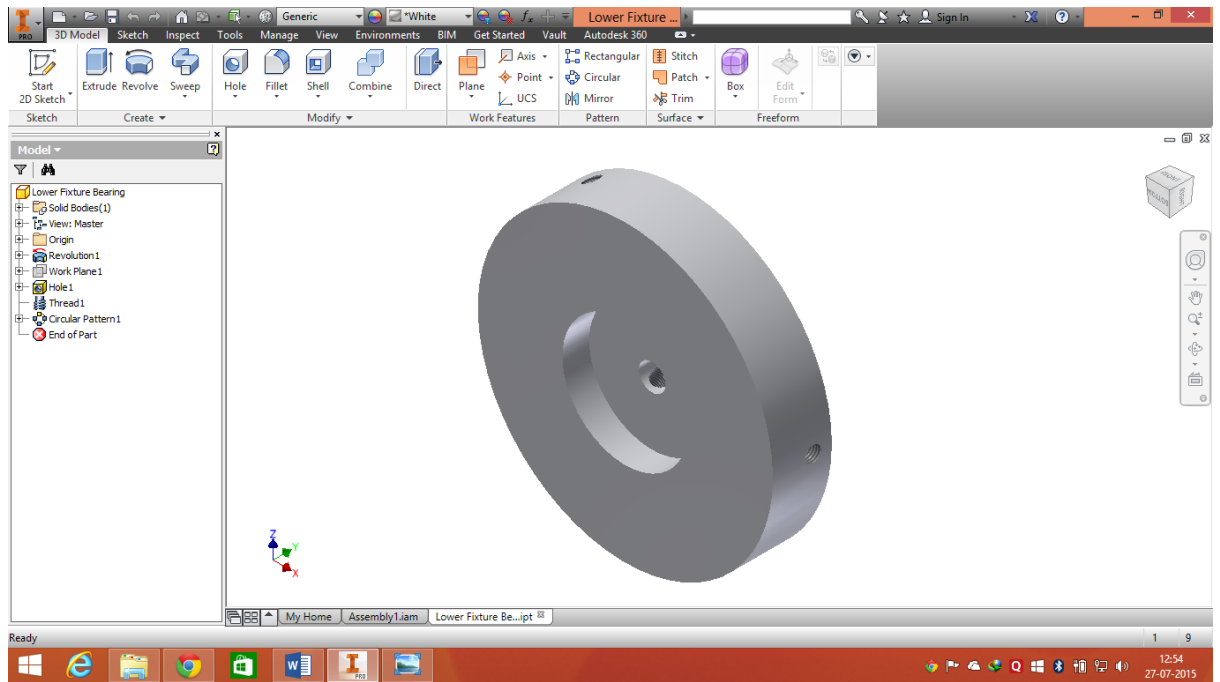 Generic *White fx Lower Fixture ... Sign In
PRO 3D Model Sketch Inspect Tools Manage View Environments BIM Get Started Vault Autodesk 360
Start 2D Sketch Extrude Revolve Sweep Hole Fillet Shell Combine Direct Plane Axis Point UCS Rectangular Circular Mirror Stitch Patch Trim Box Edit Form
Sketch Create Modify Work Features Pattern Surface Freeform
Model
Lower Fixture Bearing
Solid Bodies(1)
View: Master
Origin
Revolution1
Work Plane1
Hole1
Thread1
Circular Pattern1
End of Part
FRONT
BOTTOM RIGHT
Z
Y
X
My Home Assembly1.iam Lower Fixture Be...ipt
Ready 1 9
12:54
27-07-2015